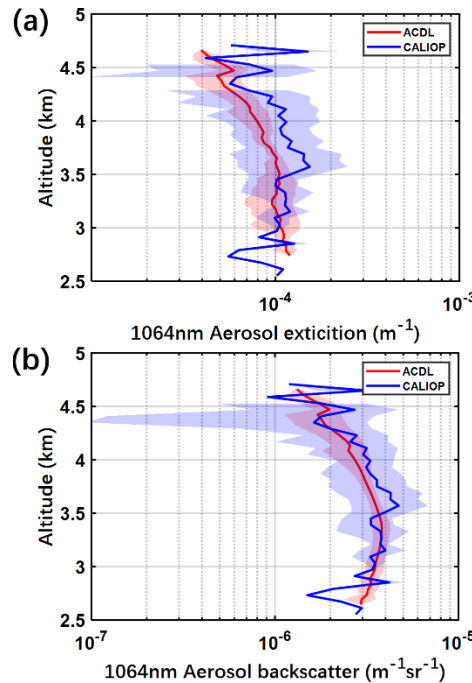 (a)
ACDL
CALIOP
5
4.5
4
3.5
3
2.5
Altitude (km)
10⁻⁴
10⁻³
1064nm Aerosol exticition (m⁻¹)
(b)
ACDL
CALIOP
5
4.5
4
3.5
3
2.5
Altitude (km)
10⁻⁷
10⁻⁶
10⁻⁵
1064nm Aerosol backscatter (m⁻¹sr⁻¹)